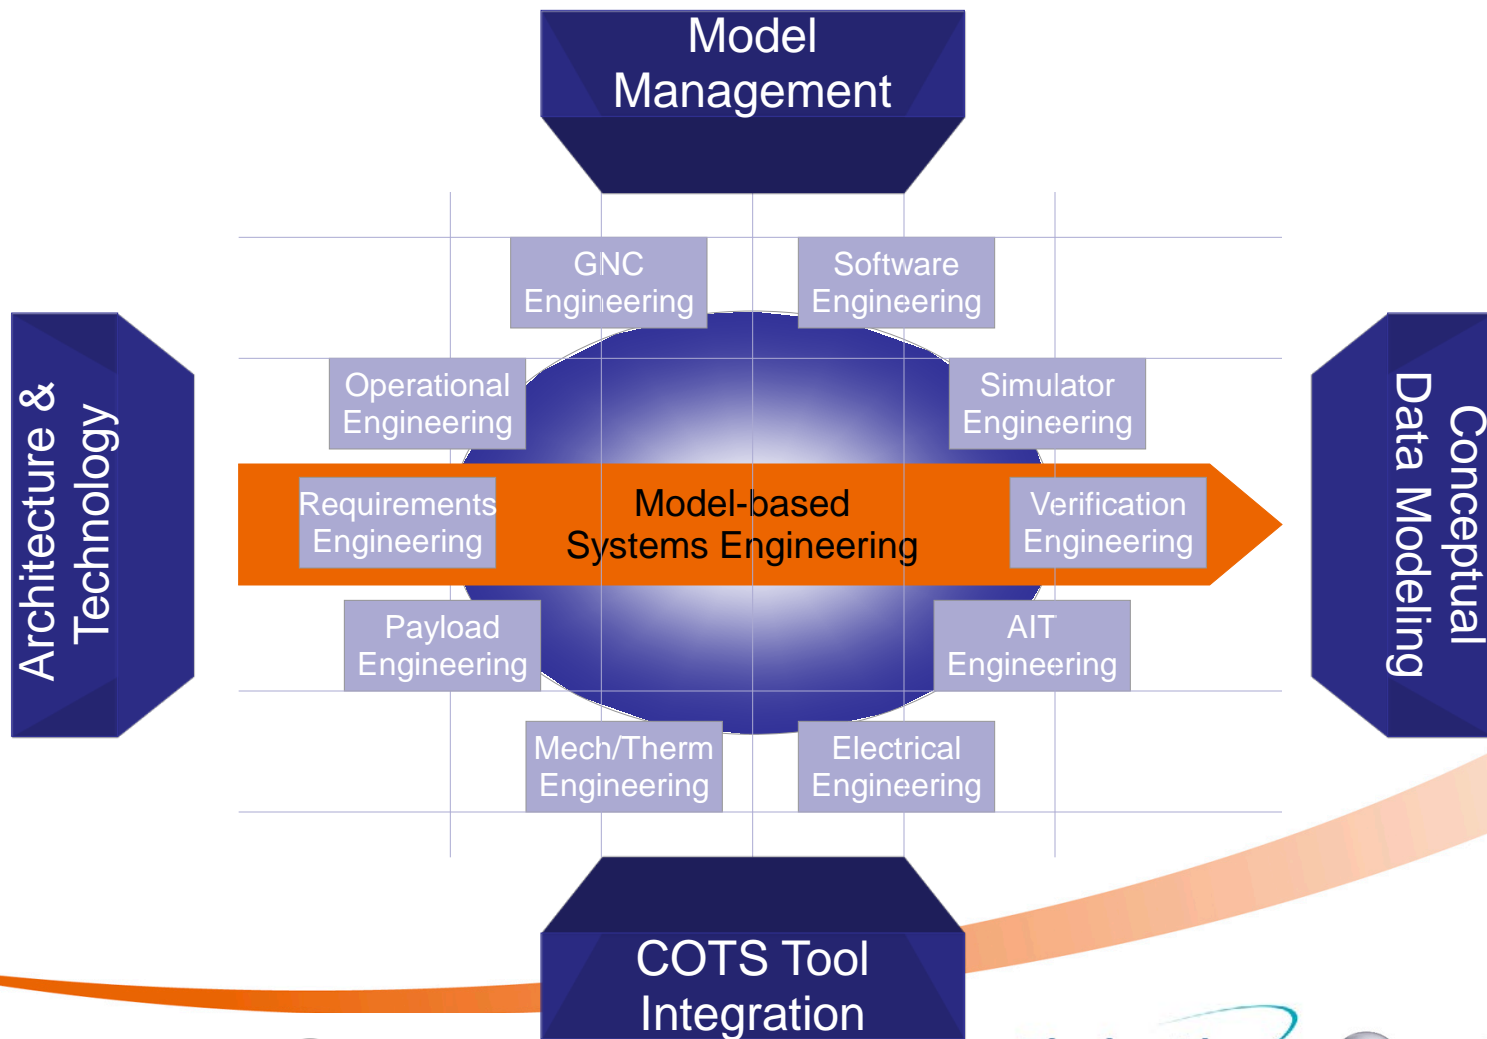 Model
Management
GNC
Engineering
Software
Engineering
Operational
Engineering
Simulator
Engineering
Architecture &
Technology
Requirements
Engineering
Model-based
Systems Engineering
Verification
Engineering
Conceptual
Data Modeling
Payload
Engineering
AIT
Engineering
Mech/Therm
Engineering
Electrical
Engineering
COTS Tool
Integration